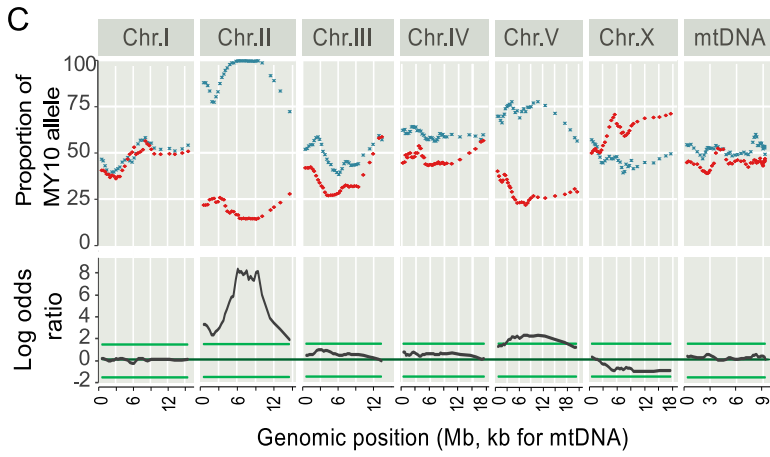 C
Chr.I Chr.II Chr.III Chr.IV Chr.V Chr.X mtDNA
Proportion of
MY10 allele
100
75
50
25
0
Log odds
ratio
8
6
4
2
0
-2
0 6 12 0 6 12 0 6 12 0 6 12 0 6 12 18 0 6 12 18 0 3 6 9
Genomic position (Mb, kb for mtDNA)